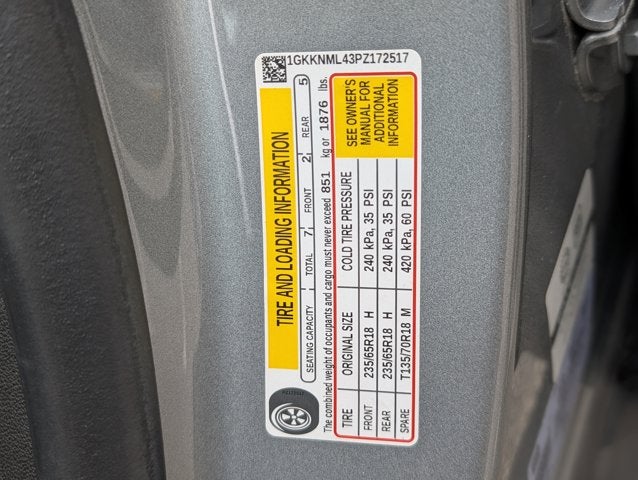 1GKKNML43PZ172517
TIRE AND LOADING INFORMATION
SEATING CAPACITY TOTAL 7 FRONT 2 REAR 5
The combined weight of occupants and cargo must never exceed 851 kg or 1876 lbs.
TIRE ORIGINAL SIZE COLD TIRE PRESSURE
FRONT 235/65R18 H 240 kPa, 35 PSI
REAR 235/65R18 H 240 kPa, 35 PSI
SPARE T135/70R18 M 420 kPa, 60 PSI
SEE OWNER'S
MANUAL FOR
ADDITIONAL
INFORMATION